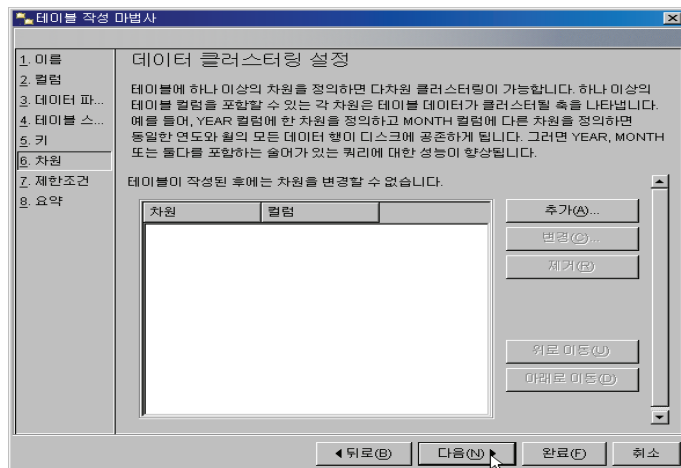 테이블 작성 마법사
1. 이름
2. 컬럼
3. 데이터 파...
4. 테이블 스...
5. 키
6. 차원
7. 제한조건
8. 요약
데이터 클러스터링 설정
테이블에 하나 이상의 차원을 정의하면 다차원 클러스터링이 가능합니다. 하나 이상의
테이블 컬럼을 포함할 수 있는 각 차원은 테이블 데이터가 클러스터될 축을 나타냅니다.
예를 들어, YEAR 컬럼에 한 차원을 정의하고 MONTH 컬럼에 다른 차원을 정의하면
동일한 연도와 월의 모든 데이터 행이 디스크에 공존하게 됩니다. 그러면 YEAR, MONTH
또는 둘다를 포함하는 술어가 있는 쿼리에 대한 성능이 향상됩니다.
테이블이 작성된 후에는 차원을 변경할 수 없습니다.
차원 컬럼
추가(A)...
변경(C)...
제거(R)
위로 이동(U)
아래로 이동(D)
뒤로(B) 다음(N) 완료(F) 취소